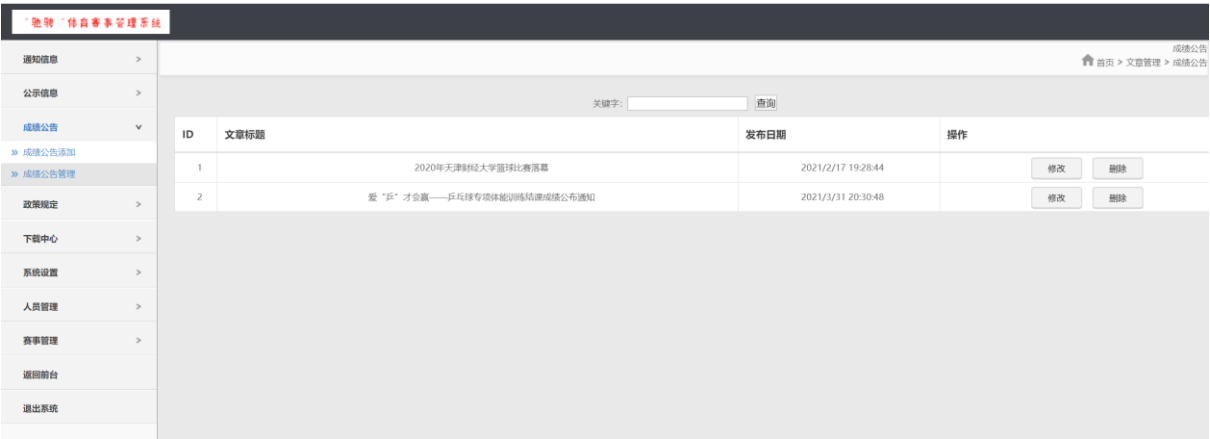 “驰骋“体育赛事管理系统
成绩公告
首页 > 文章管理 > 成绩公告
通知信息 >
公示信息 >
成绩公告 ∨
» 成绩公告添加
» 成绩公告管理
政策规定 >
下载中心 >
系统设置 >
人员管理 >
赛事管理 >
返回前台
退出系统
关键字: 查询
ID 文章标题 发布日期 操作
1 2020年天津财经大学篮球比赛落幕 2021/2/17 19:28:44 修改 删除
2 爱“乒”才会赢——乒乓球专项体能训练结课成绩公布通知 2021/3/31 20:30:48 修改 删除